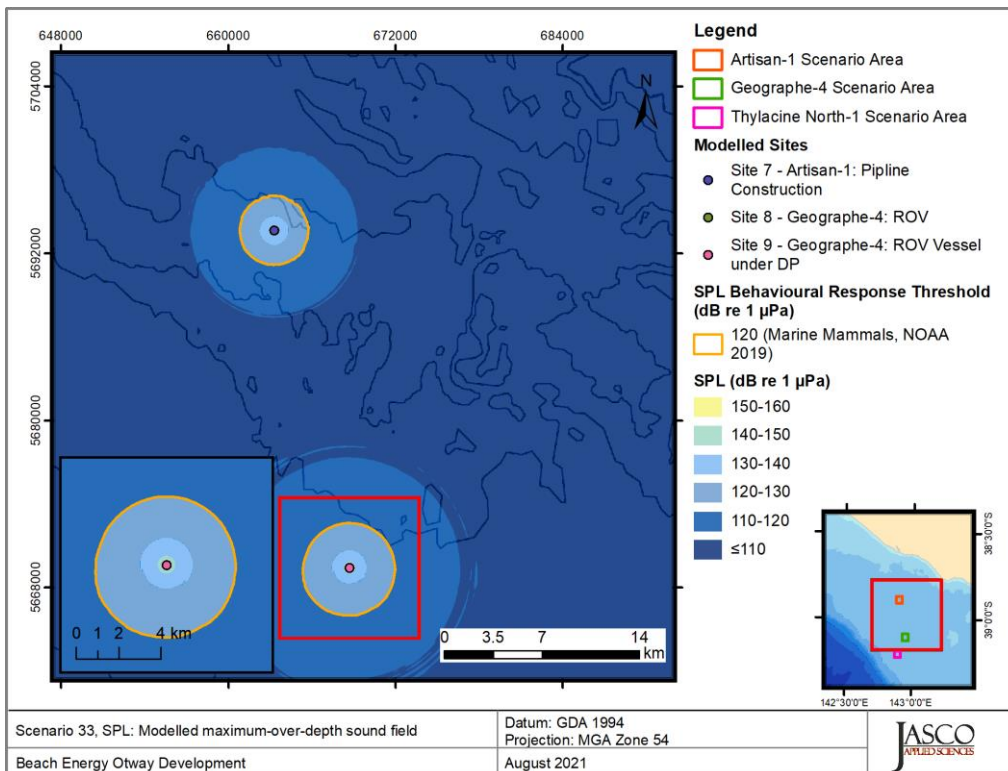 648000 660000 672000 684000
5704000
5692000
5680000
5668000
N
0 1 2 4 km
0 3.5 7 14
km
Legend
Artisan-1 Scenario Area
Geographe-4 Scenario Area
Thylacine North-1 Scenario Area
Modelled Sites
Site 7 - Artisan-1: Pipline
Construction
Site 8 - Geographe-4: ROV
Site 9 - Geographe-4: ROV Vessel
under DP
SPL Behavioural Response Threshold
(dB re 1 µPa)
120 (Marine Mammals, NOAA
2019)
SPL (dB re 1 µPa)
150-160
140-150
130-140
120-130
110-120
≤110
38°30'0"S
39°0'0"S
142°30'0"E 143°0'0"E
Scenario 33, SPL: Modelled maximum-over-depth sound field
Beach Energy Otway Development
Datum: GDA 1994
Projection: MGA Zone 54
August 2021
JASCO
APPLIED SCIENCES